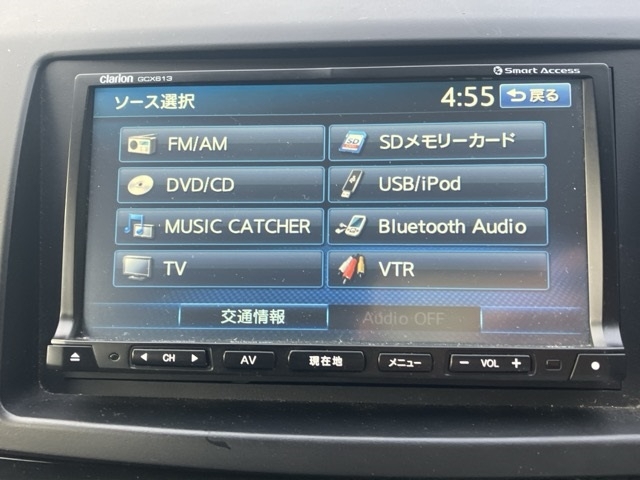 clarion GCX613
Smart Access
ソース選択
4:55
戻る
FM/AM
SDメモリーカード
DVD/CD
USB/iPod
MUSIC CATCHER
Bluetooth Audio
TV
VTR
交通情報
Audio OFF
CH
AV
現在地
メニュー
− VOL +